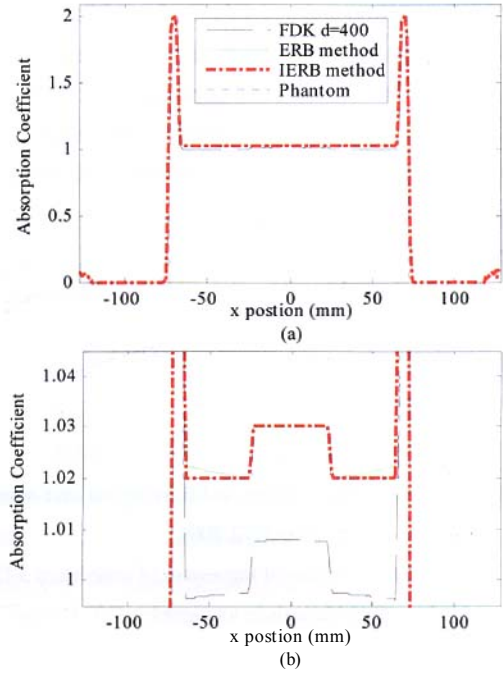 2
1.5
1
0.5
0
Absorption Coefficient
FDK d=400
ERB method
IERB method
Phantom
-100
-50
0
50
100
x postion (mm)
(a)
1.04
1.03
1.02
1.01
1
Absorption Coefficient
-100
-50
0
50
100
x postion (mm)
(b)